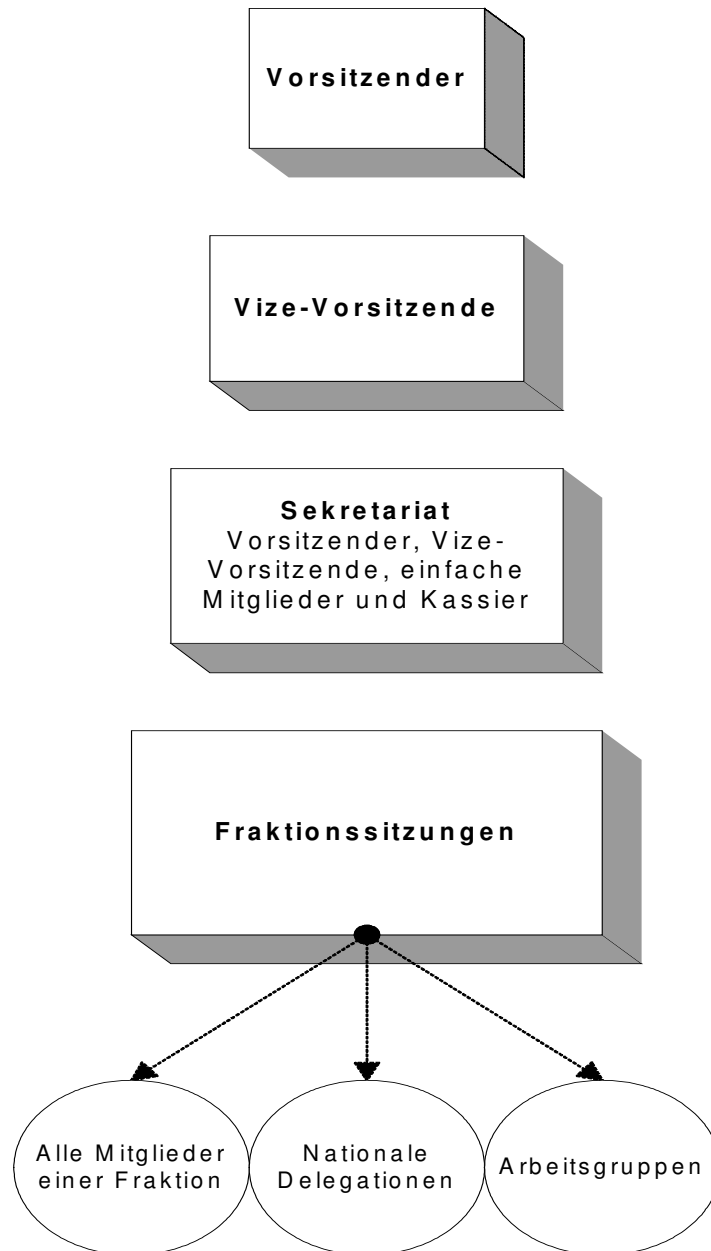 Vorsitzender
Vize-Vorsitzende
Sekretariat
Vorsitzender, Vize-
Vorsitzende, einfache
Mitglieder und Kassier
Fraktionssitzungen
Alle Mitglieder
einer Fraktion
Nationale
Delegationen
Arbeitsgruppen